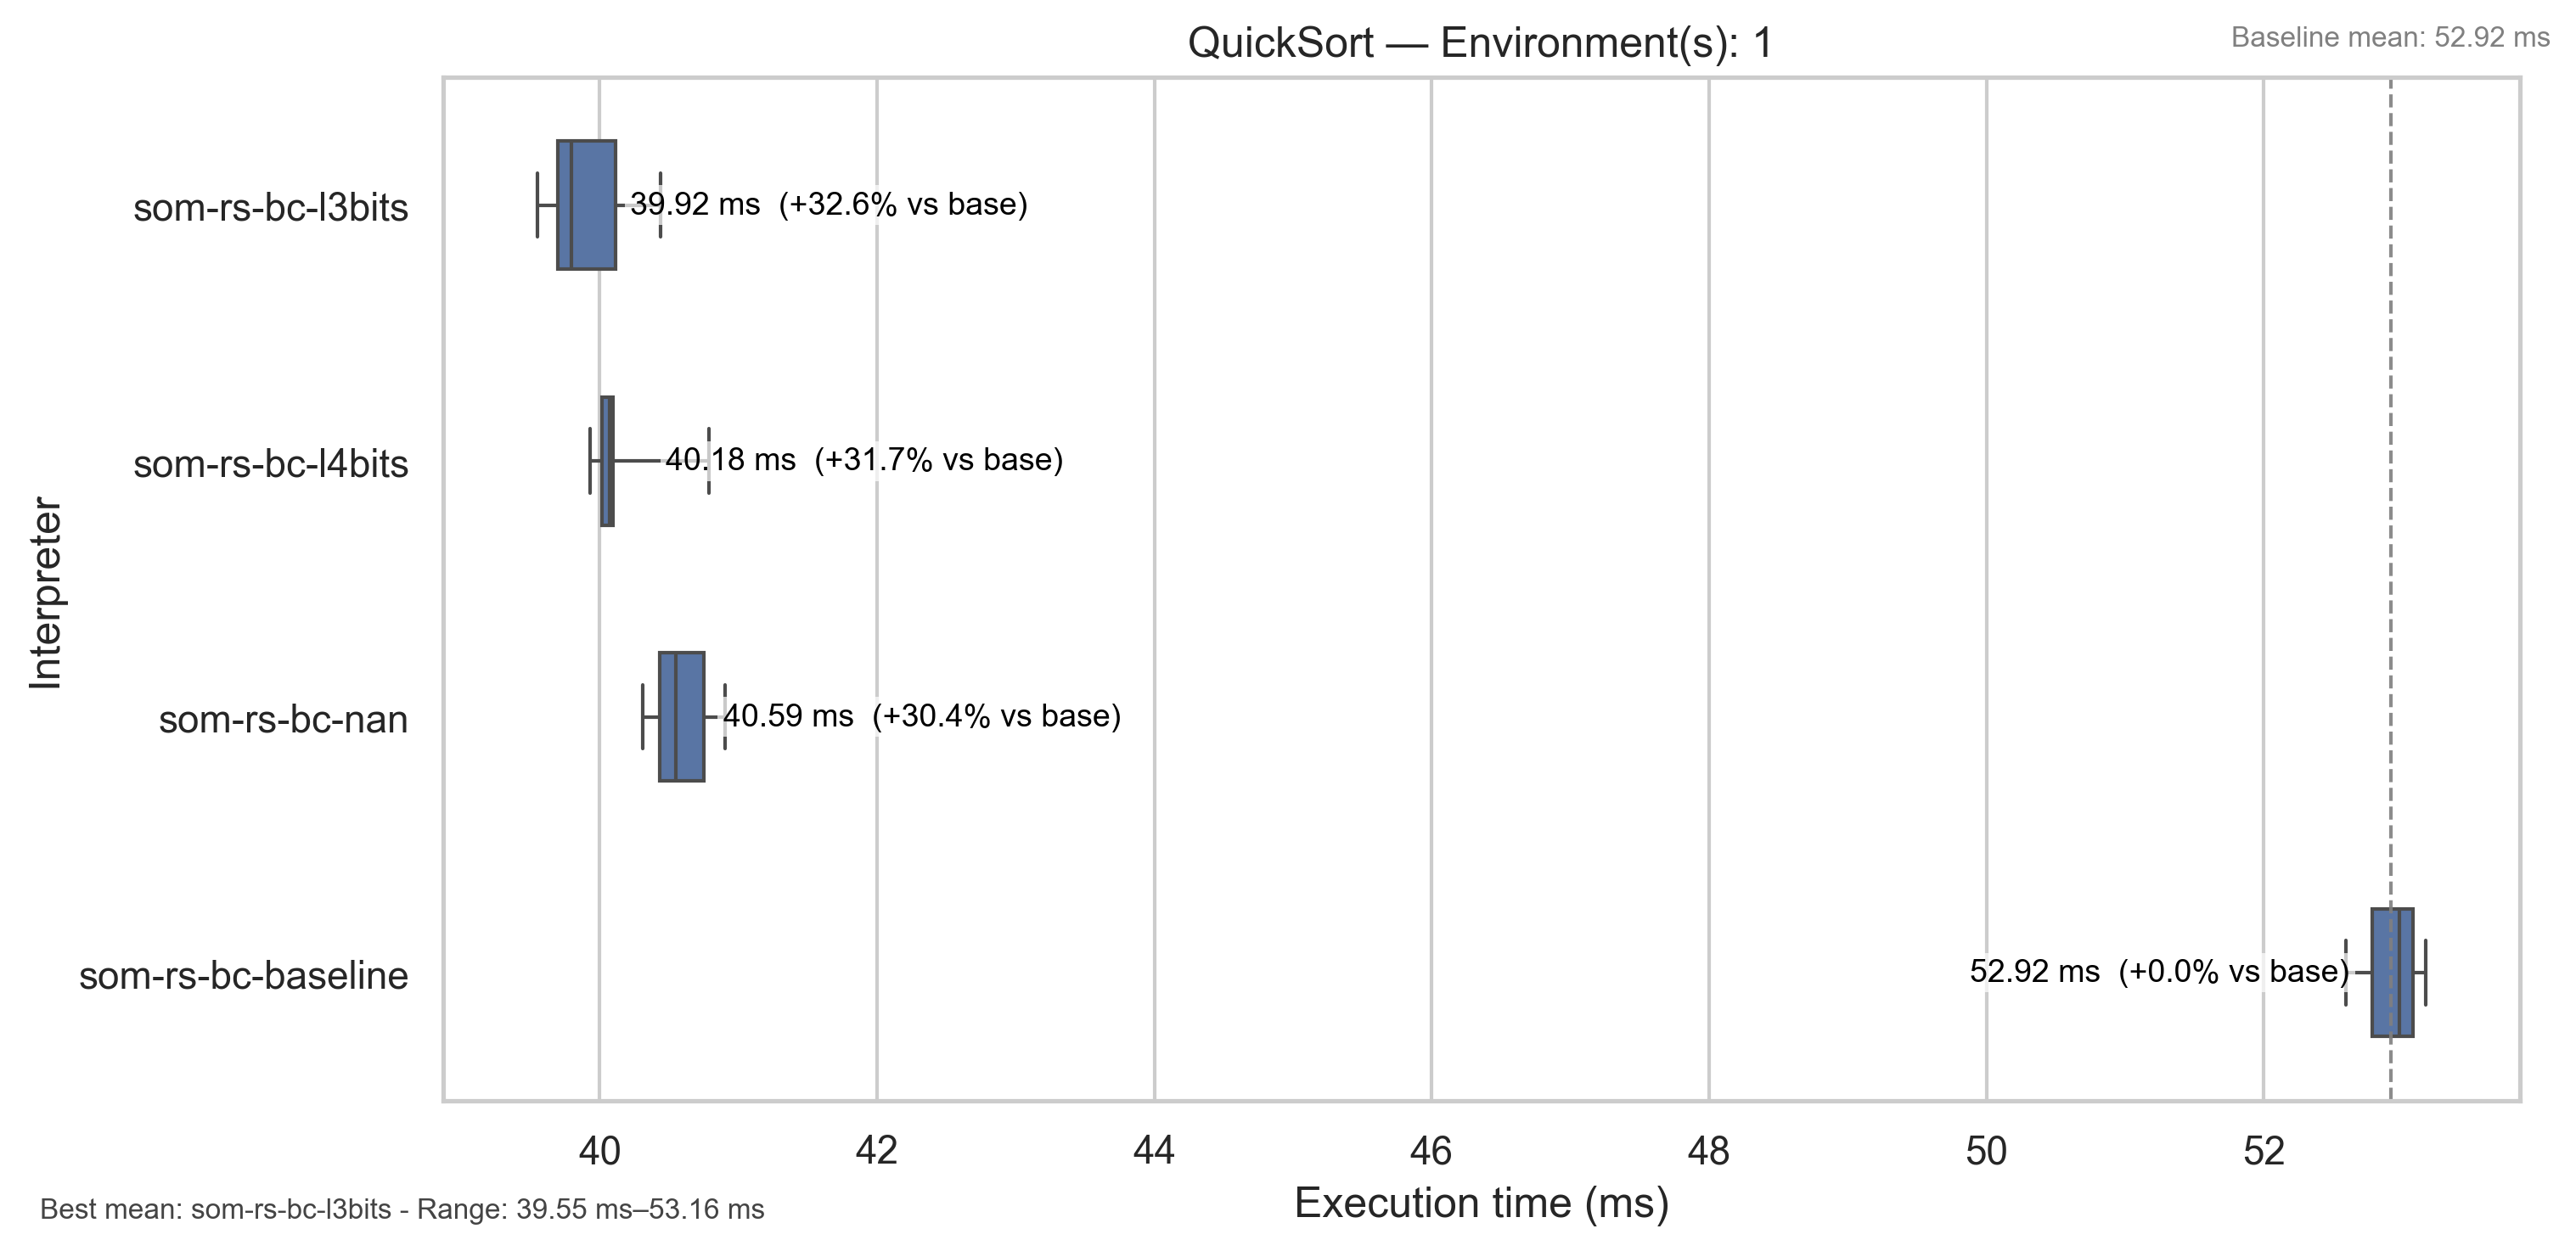 QuickSort — Environment(s): 1
Baseline mean: 52.92 ms
Interpreter
som-rs-bc-l3bits
39.92 ms (+32.6% vs base)
som-rs-bc-l4bits
40.18 ms (+31.7% vs base)
som-rs-bc-nan
40.59 ms (+30.4% vs base)
som-rs-bc-baseline
52.92 ms (+0.0% vs base)
40 42 44 46 48 50 52
Execution time (ms)
Best mean: som-rs-bc-l3bits - Range: 39.55 ms–53.16 ms